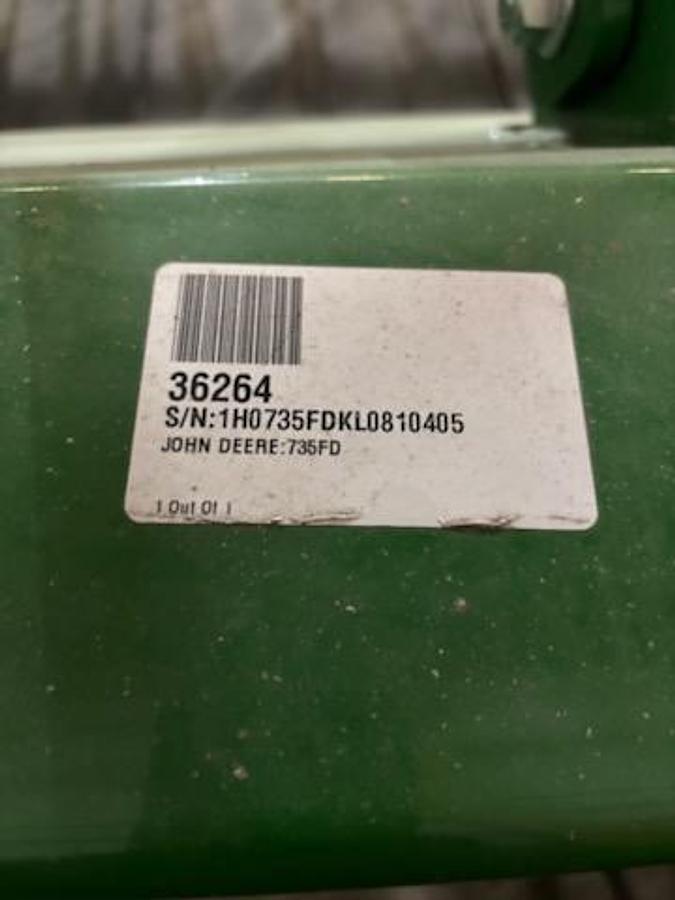 36264
S/N:1H0735FDKL0810405
JOHN DEERE:735FD
1 Out Of 1